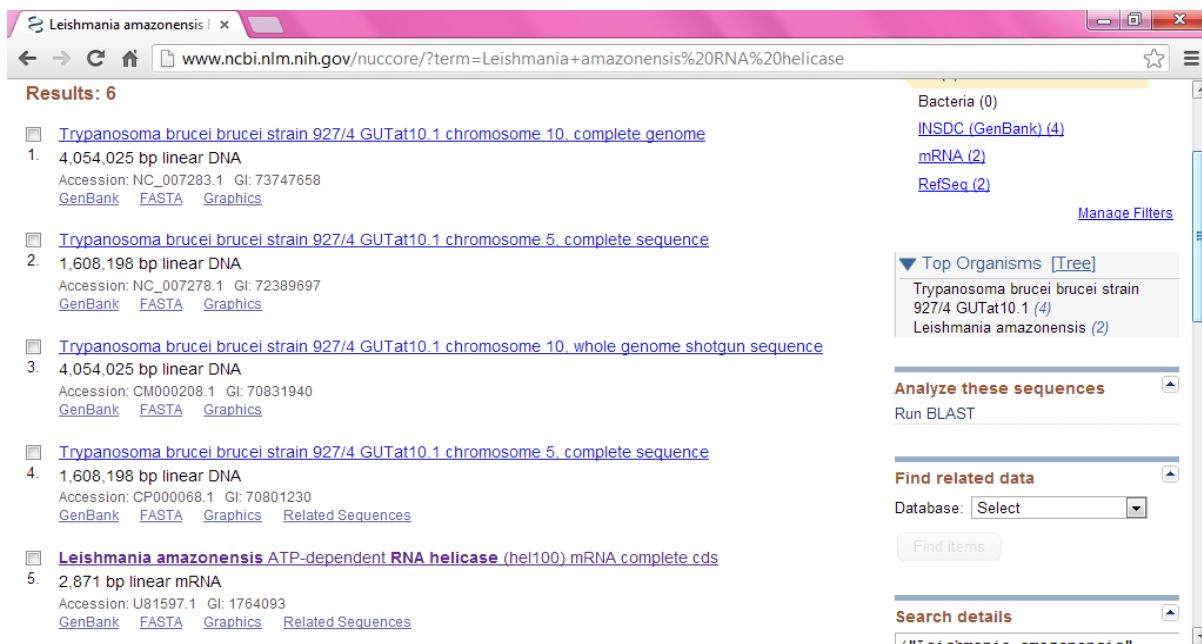 Leishmania amazonensis
www.ncbi.nlm.nih.gov/nuccore/?term=Leishmania+amazonensis%20RNA%20helicase
Results: 6
Trypanosoma brucei brucei strain 927/4 GUTat10.1 chromosome 10, complete genome
1. 4,054,025 bp linear DNA
Accession: NC_007283.1 GI: 73747658
GenBank FASTA Graphics
Trypanosoma brucei brucei strain 927/4 GUTat10.1 chromosome 5, complete sequence
2. 1,608,198 bp linear DNA
Accession: NC_007278.1 GI: 72389697
GenBank FASTA Graphics
Trypanosoma brucei brucei strain 927/4 GUTat10.1 chromosome 10, whole genome shotgun sequence
3. 4,054,025 bp linear DNA
Accession: CM000208.1 GI: 70831940
GenBank FASTA Graphics
Trypanosoma brucei brucei strain 927/4 GUTat10.1 chromosome 5, complete sequence
4. 1,608,198 bp linear DNA
Accession: CP000068.1 GI: 70801230
GenBank FASTA Graphics Related Sequences
Leishmania amazonensis ATP-dependent RNA helicase (hel100) mRNA complete cds
5. 2,871 bp linear mRNA
Accession: U81597.1 GI: 1764093
GenBank FASTA Graphics Related Sequences
Bacteria (0)
INSDC (GenBank) (4)
mRNA (2)
RefSeq (2)
Manage Filters
Top Organisms [Tree]
Trypanosoma brucei brucei strain
927/4 GUTat10.1 (4)
Leishmania amazonensis (2)
Analyze these sequences
Run BLAST
Find related data
Database: Select
Find items
Search details